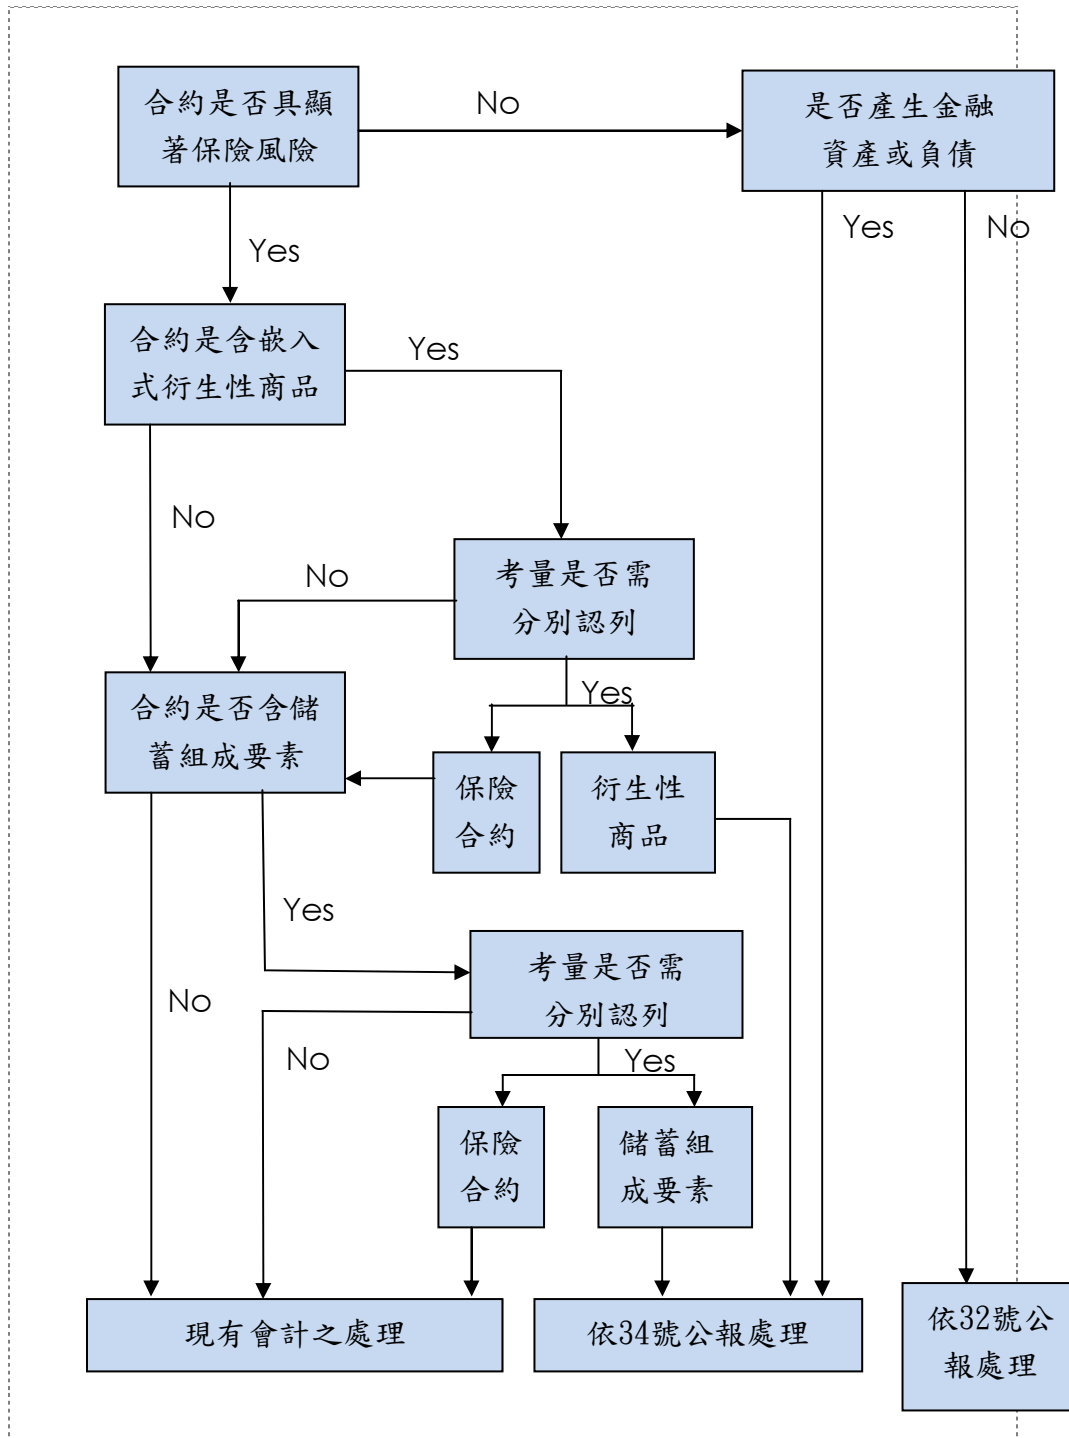 合約是否具顯
著保險風險
No
是否產生金融
資產或負債
Yes
Yes
No
合約是含嵌入
式衍生性商品
Yes
No
No
考量是否需
分別認列
Yes
合約是否含儲
蓄組成要素
保險
合約
衍生性
商品
Yes
考量是否需
分別認列
No
No
Yes
保險
合約
儲蓄組
成要素
現有會計之處理
依34號公報處理
依32號公
報處理